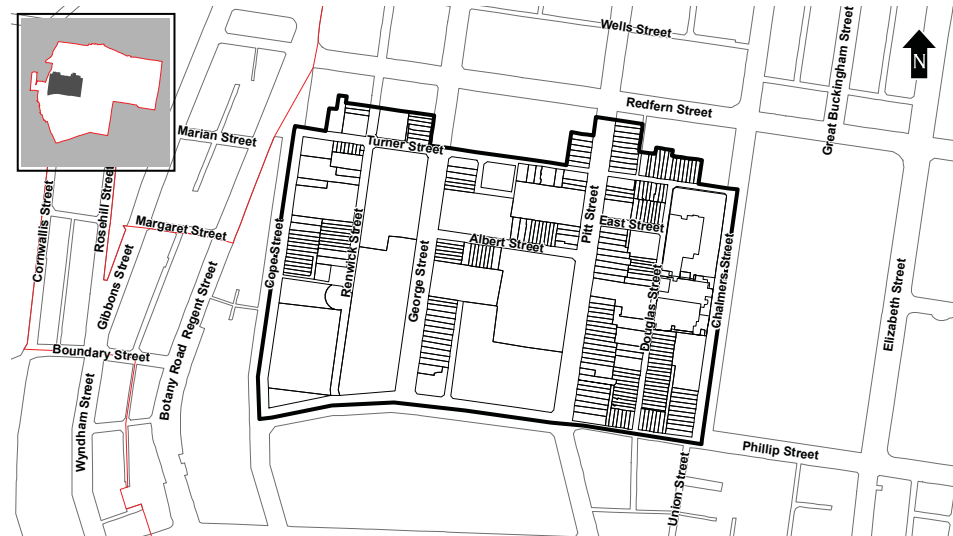 Wells Street
Great Buckingham Street
N
Redfern Street
Marian Street
Turner Street
Cornwallis Street
Rosehill Street
Margaret Street
Gibbons Street
Cope Street
Renwick Street
George Street
Albert Street
Pitt Street
East Street
Douglas Street
Chalmers Street
Elizabeth Street
Regent Street
Botany Road
Boundary Street
Wyndham Street
Phillip Street
Union Street